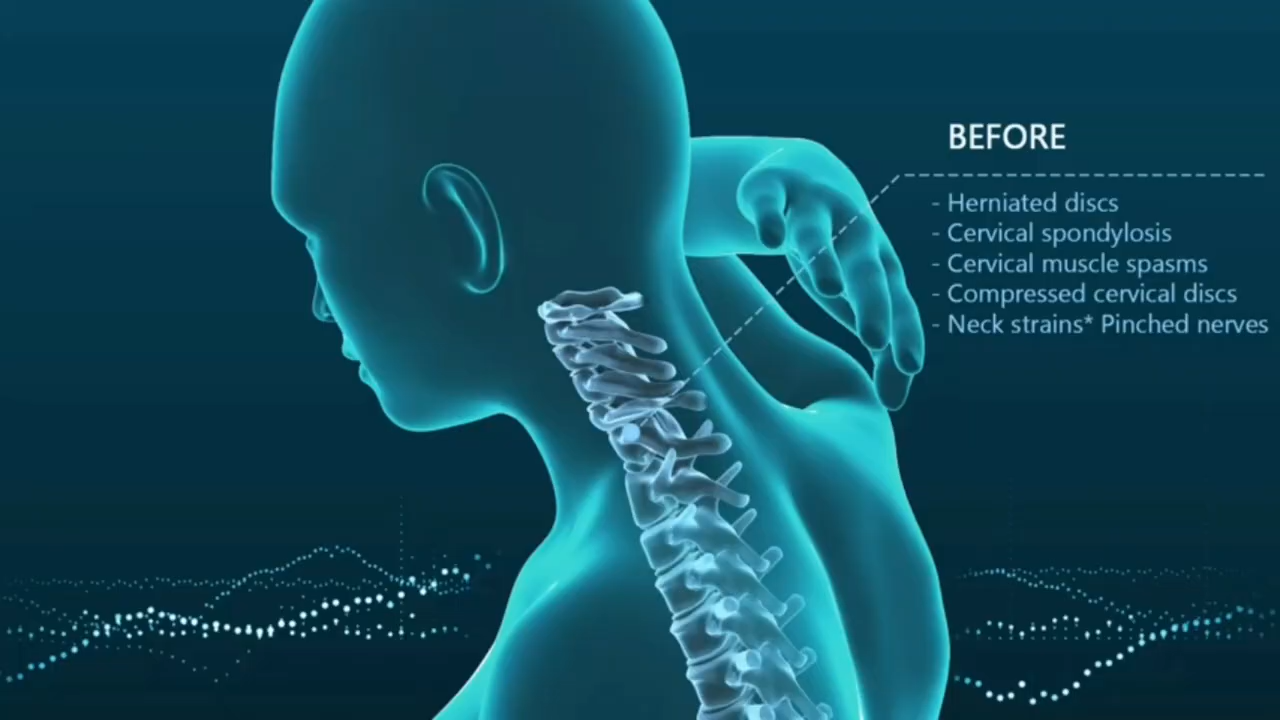 BEFORE
- Herniated discs
- Cervical spondylosis
- Cervical muscle spasms
- Compressed cervical discs
- Neck strains* Pinched nerves